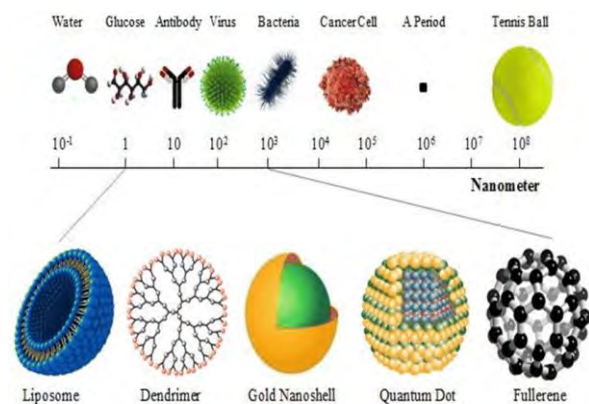 Water Glucose Antibody Virus Bacteria Cancer Cell A Period Tennis Ball
10⁻¹ 1 10 10² 10³ 10⁴ 10⁵ 10⁶ 10⁷ 10⁸
Nanometer
Liposome Dendrimer Gold Nanoshell Quantum Dot Fullerene